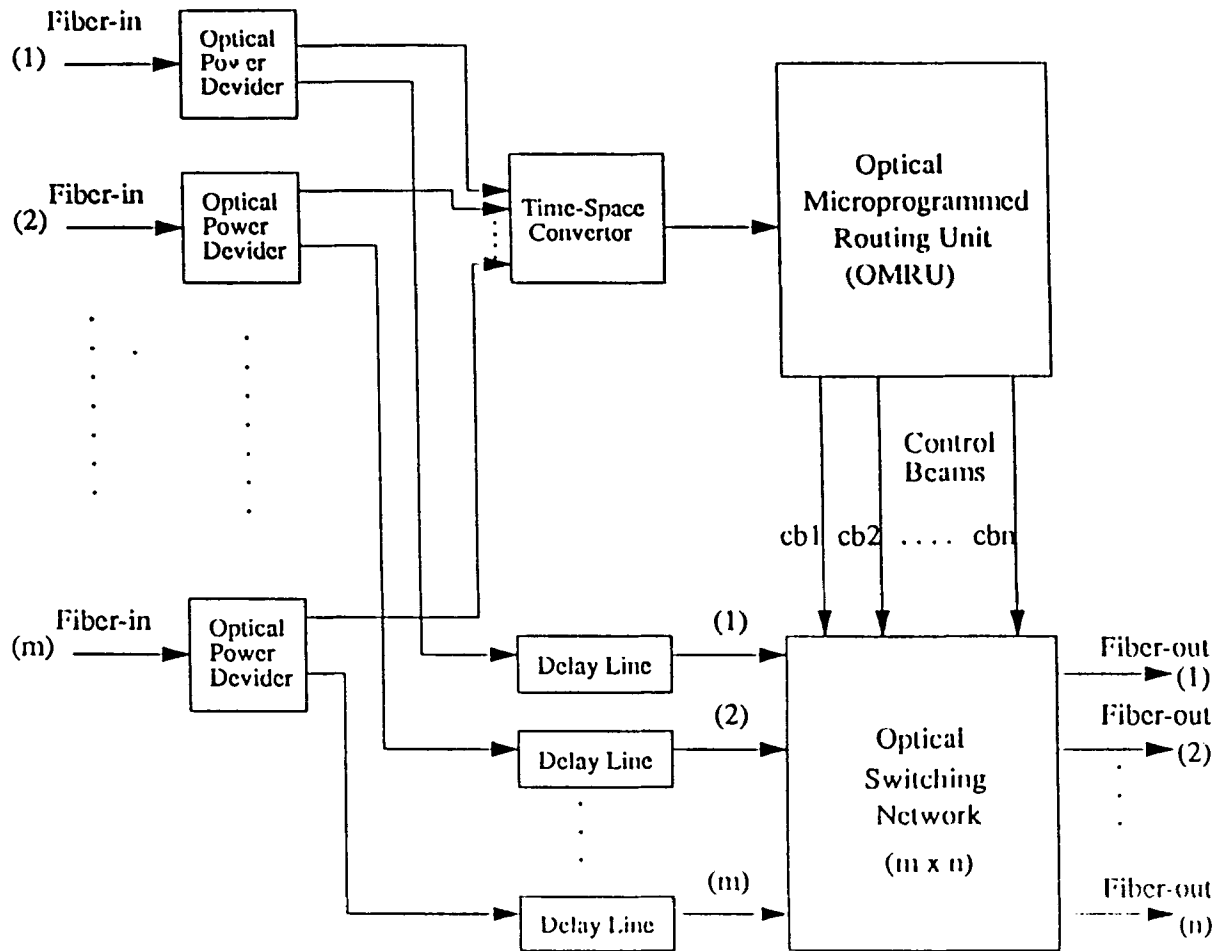 Fiber-in
(1)
Optical
Power
Devider
Fiber-in
(2)
Optical
Power
Devider
Time-Space
Convertor
Optical
Microprogrammed
Routing Unit
(OMRU)
Control
Beams
cb1 cb2 .... cbn
Fiber-in
(m)
Optical
Power
Devider
(1)
Delay Line
(2)
Delay Line
(m)
Delay Line
Optical
Switching
Network
(m x n)
Fiber-out
(1)
Fiber-out
(2)
Fiber-out
(n)